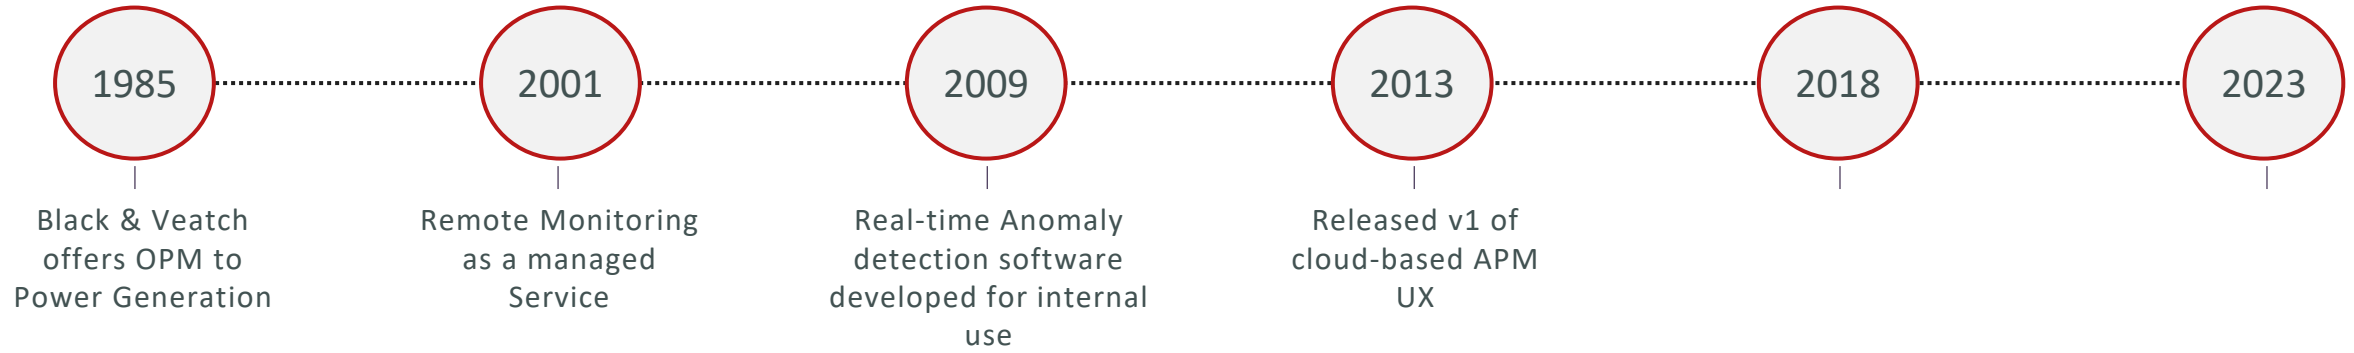 1985
2001
2009
2013
2018
2023
Black & Veatch
offers OPM to
Power Generation
Remote Monitoring
as a managed
Service
Real-time Anomaly
detection software
developed for internal
use
Released v1 of
cloud-based APM
UX